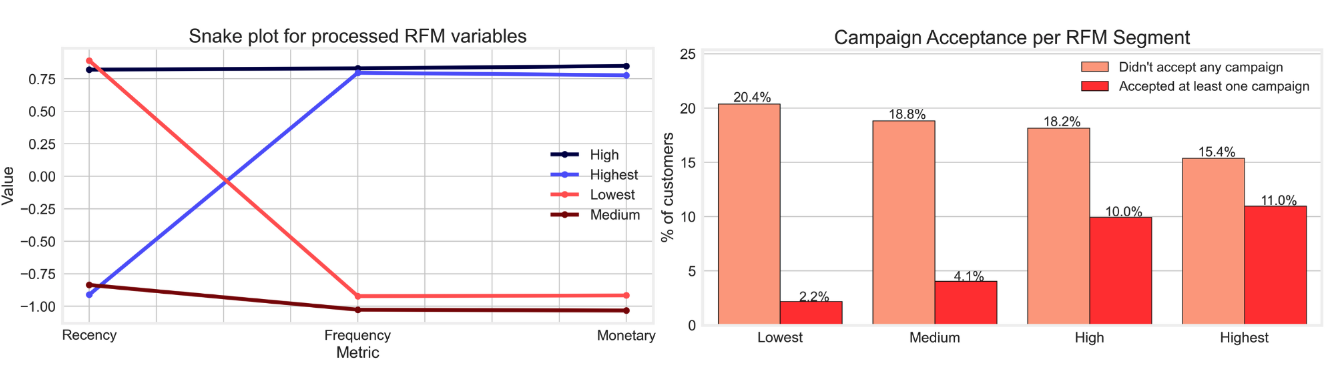 Snake plot for processed RFM variables
Value
0.75
0.50
0.25
0.00
−0.25
−0.50
−0.75
−1.00
High
Highest
Lowest
Medium
Recency
Frequency
Monetary
Metric
Campaign Acceptance per RFM Segment
% of customers
25
20
15
10
5
0
Didn't accept any campaign
Accepted at least one campaign
20.4%
2.2%
18.8%
4.1%
18.2%
10.0%
15.4%
11.0%
Lowest
Medium
High
Highest